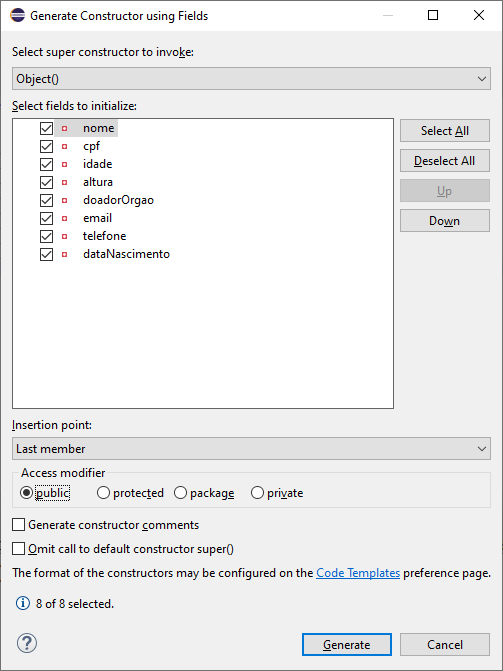 Generate Constructor using Fields
Select super constructor to invoke:
Object()
Select fields to initialize:
nome
cpf
idade
altura
doadorOrgao
email
telefone
dataNascimento
Select All
Deselect All
Up
Down
Insertion point:
Last member
Access modifier
public protected package private
Generate constructor comments
Omit call to default constructor super()
The format of the constructors may be configured on the Code Templates preference page.
8 of 8 selected.
Generate Cancel